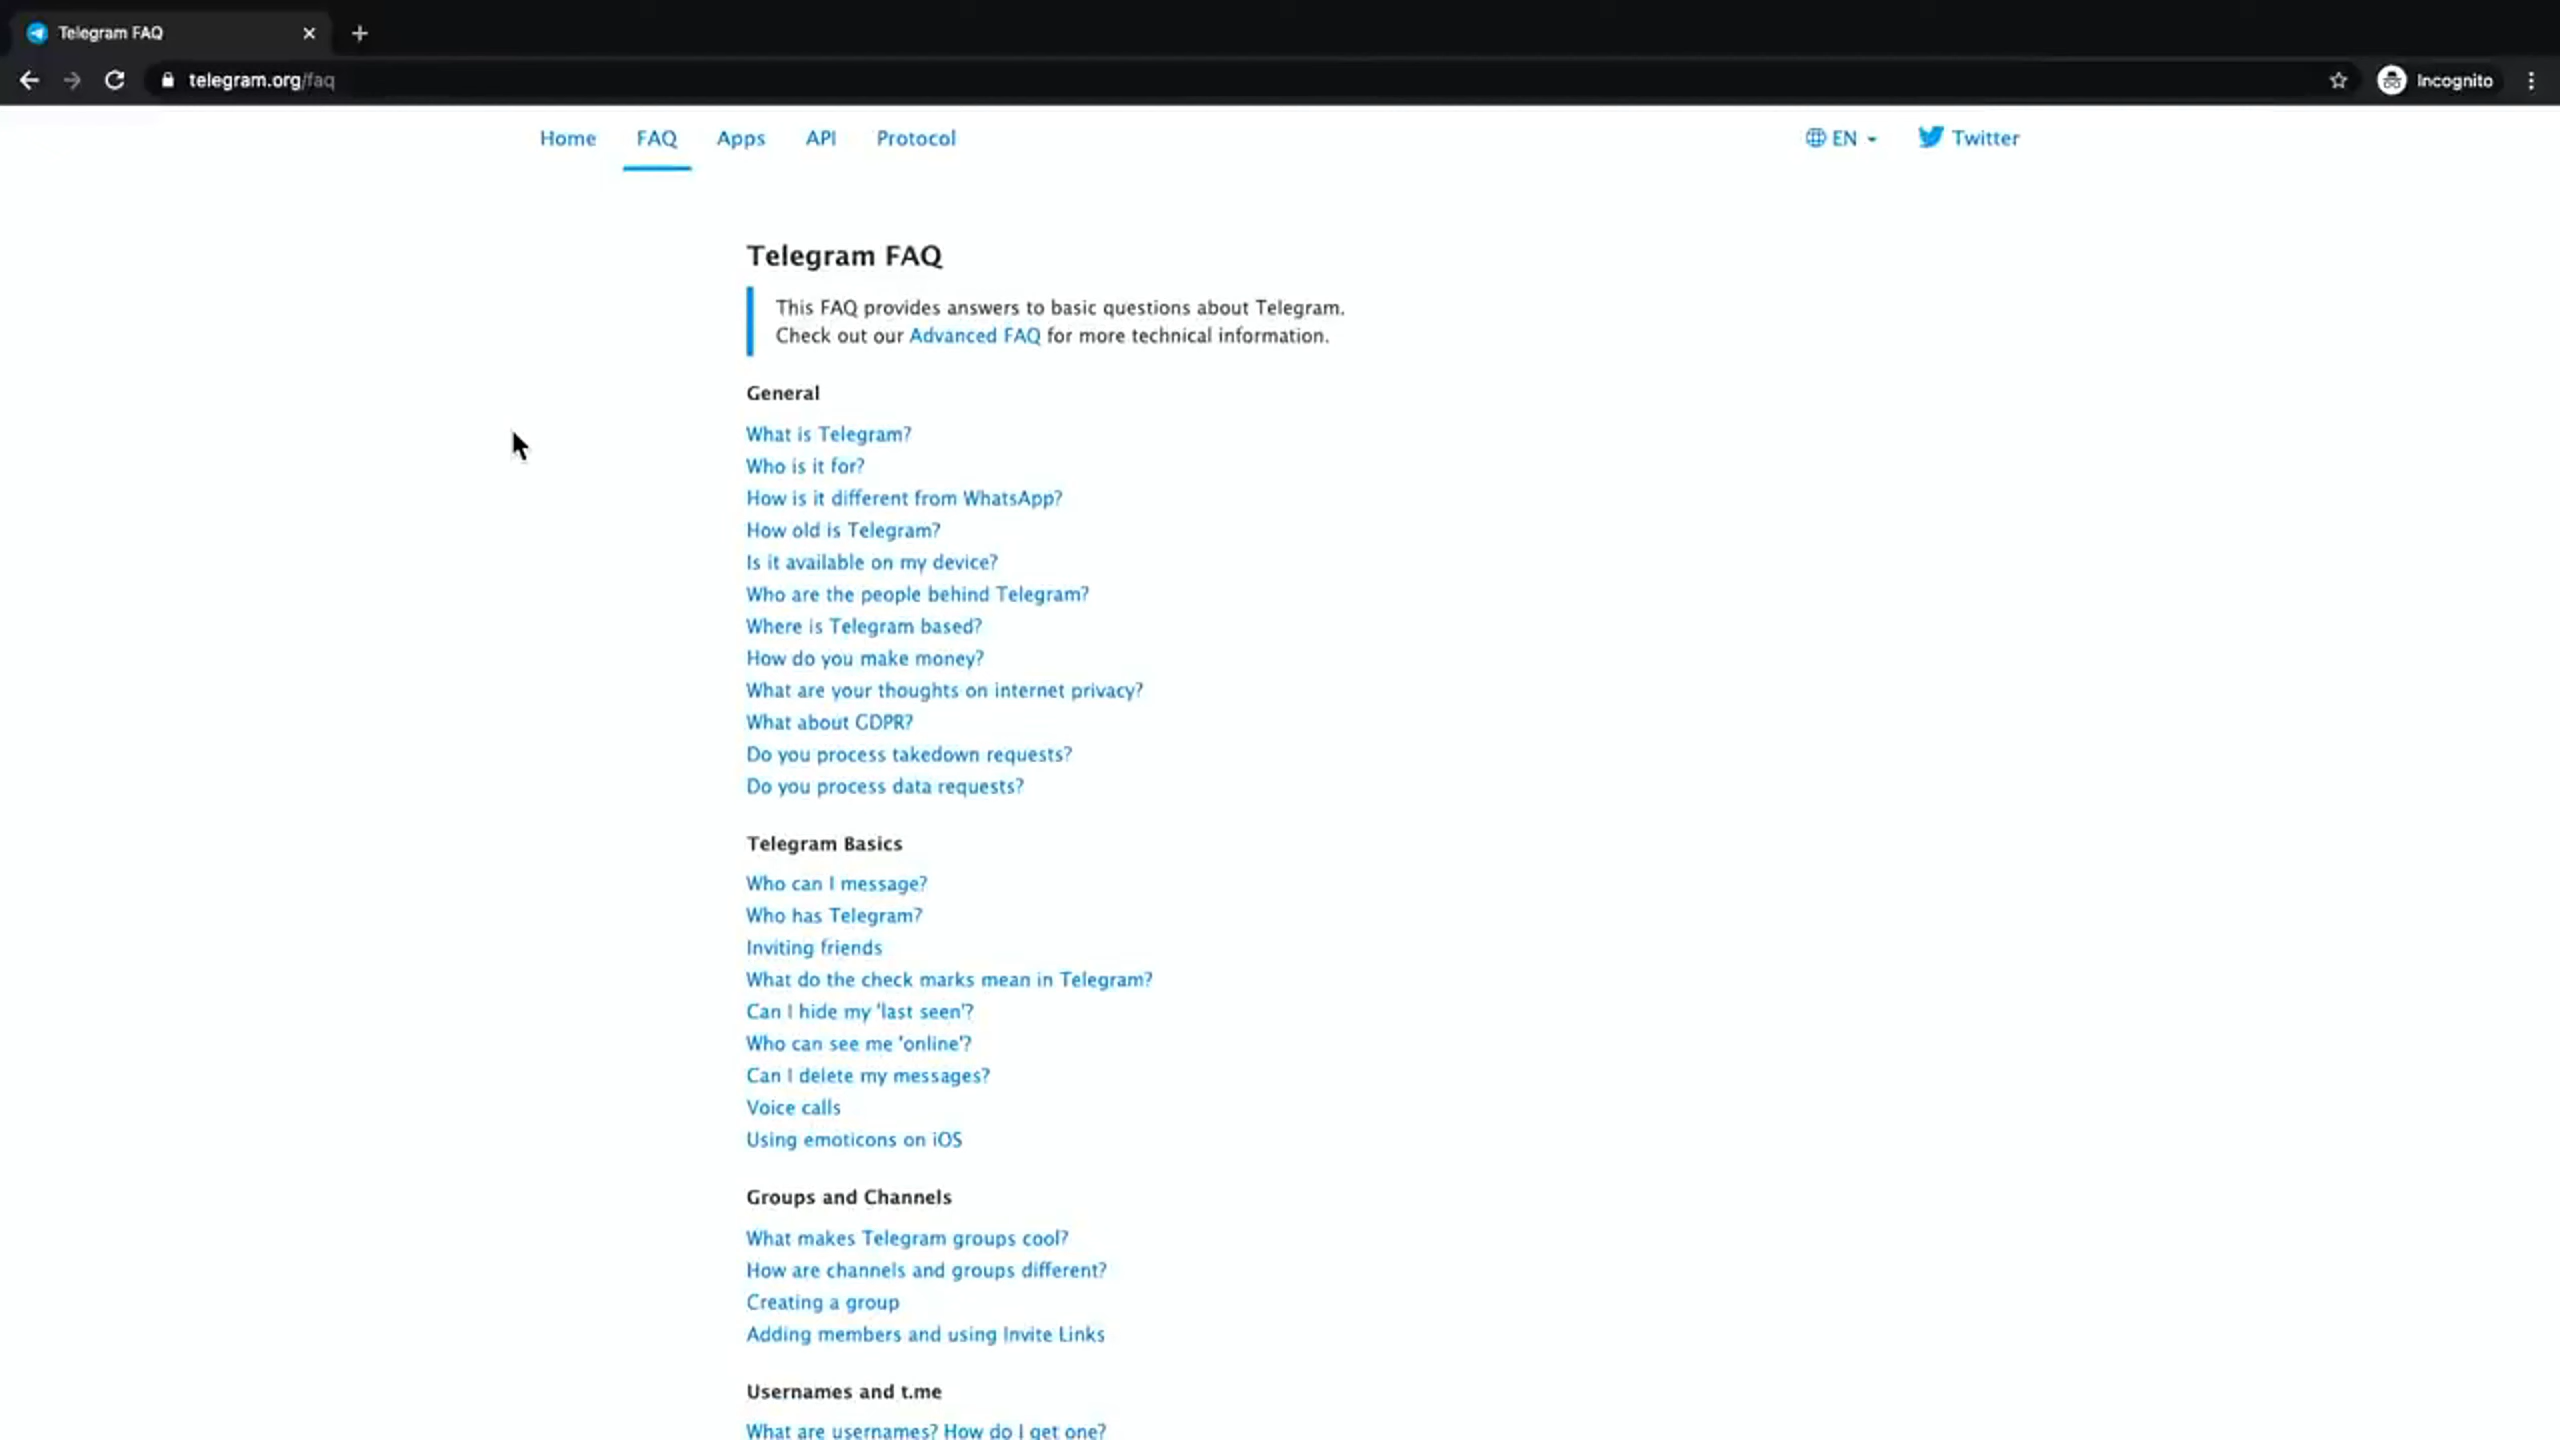 Telegram FAQ
telegram.org/faq
Incognito
Home FAQ Apps API Protocol EN Twitter
Telegram FAQ
This FAQ provides answers to basic questions about Telegram.
Check out our Advanced FAQ for more technical information.
General
What is Telegram?
Who is it for?
How is it different from WhatsApp?
How old is Telegram?
Is it available on my device?
Who are the people behind Telegram?
Where is Telegram based?
How do you make money?
What are your thoughts on internet privacy?
What about GDPR?
Do you process takedown requests?
Do you process data requests?
Telegram Basics
Who can I message?
Who has Telegram?
Inviting friends
What do the check marks mean in Telegram?
Can I hide my 'last seen'?
Who can see me 'online'?
Can I delete my messages?
Voice calls
Using emoticons on iOS
Groups and Channels
What makes Telegram groups cool?
How are channels and groups different?
Creating a group
Adding members and using Invite Links
Usernames and t.me
What are usernames? How do I get one?